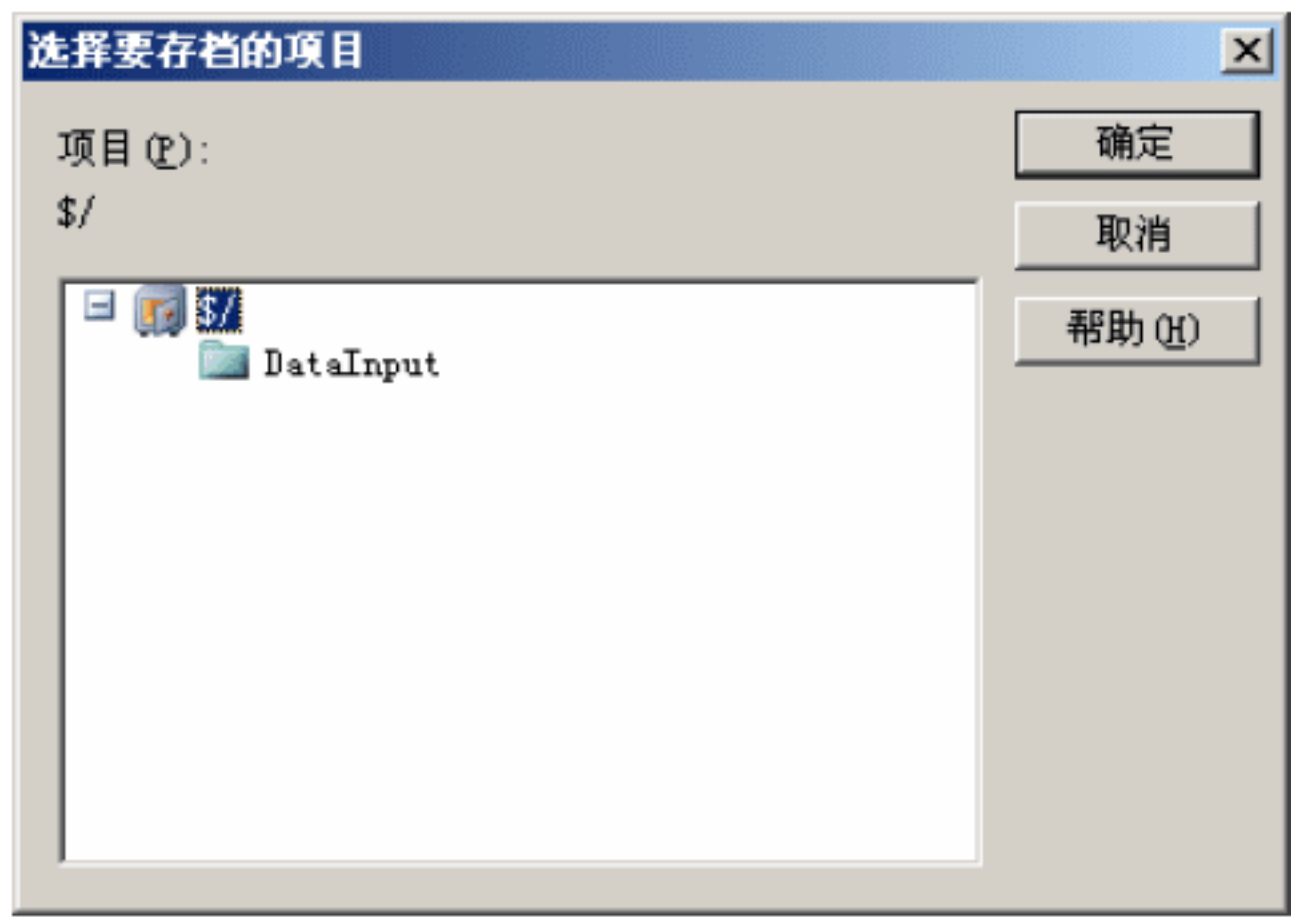 选择要存档的项目
项目(P):
$/
$/
DataInput
确定
取消
帮助(H)